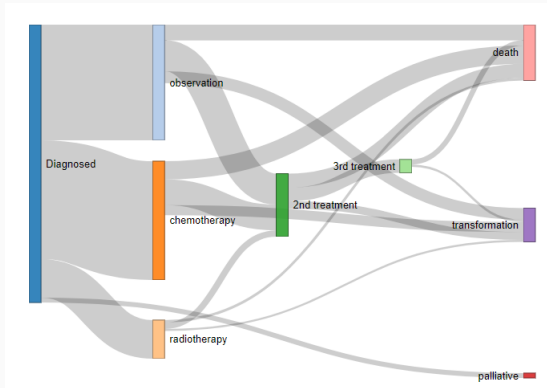 death
observation
Diagnosed
3rd treatment
2nd treatment
chemotherapy
transformation
radiotherapy
palliative